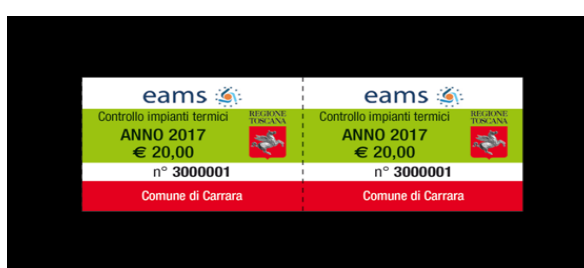 eams
Controllo impianti termici
REGIONE
TOSCANA
ANNO 2017
€ 20,00
n° 3000001
Comune di Carrara
eams
Controllo impianti termici
REGIONE
TOSCANA
ANNO 2017
€ 20,00
n° 3000001
Comune di Carrara